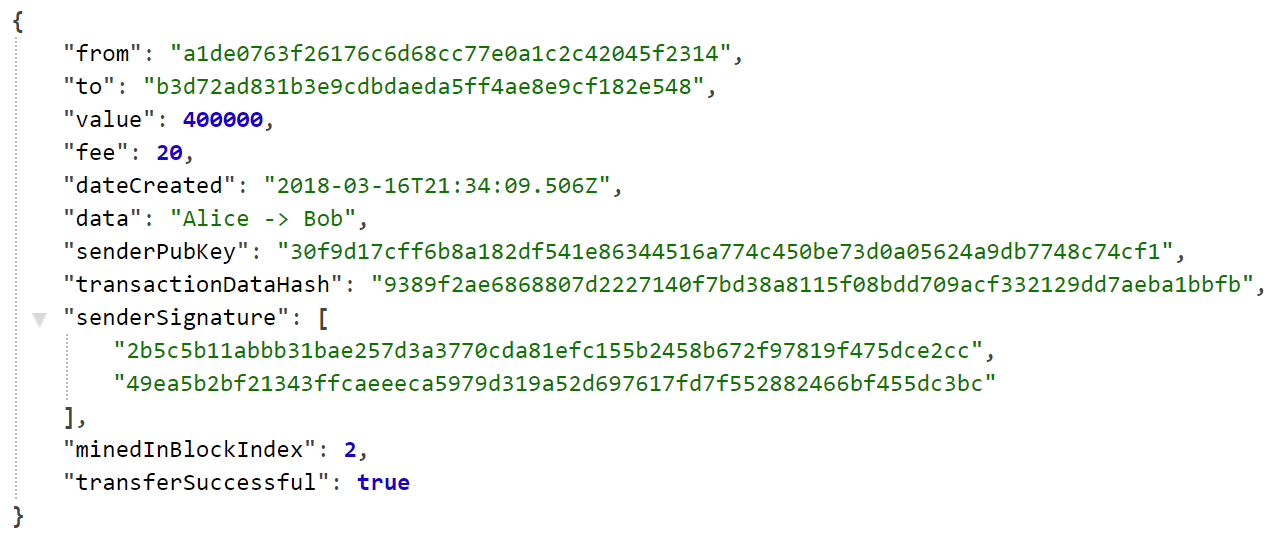 {
"from": "a1de0763f26176c6d68cc77e0a1c2c42045f2314",
"to": "b3d72ad831b3e9cdbdaeda5ff4ae8e9cf182e548",
"value": 400000,
"fee": 20,
"dateCreated": "2018-03-16T21:34:09.506Z",
"data": "Alice -> Bob",
"senderPubKey": "30f9d17cff6b8a182df541e86344516a774c450be73d0a05624a9db7748c74cf1",
"transactionDataHash": "9389f2ae6868807d2227140f7bd38a8115f08bdd709acf332129dd7aeba1bbfb",
"senderSignature": [
"2b5c5b11abbb31bae257d3a3770cda81efc155b2458b672f97819f475dce2cc",
"49ea5b2bf21343ffcaeeeca5979d319a52d697617fd7f552882466bf455dc3bc"
],
"minedInBlockIndex": 2,
"transferSuccessful": true
}